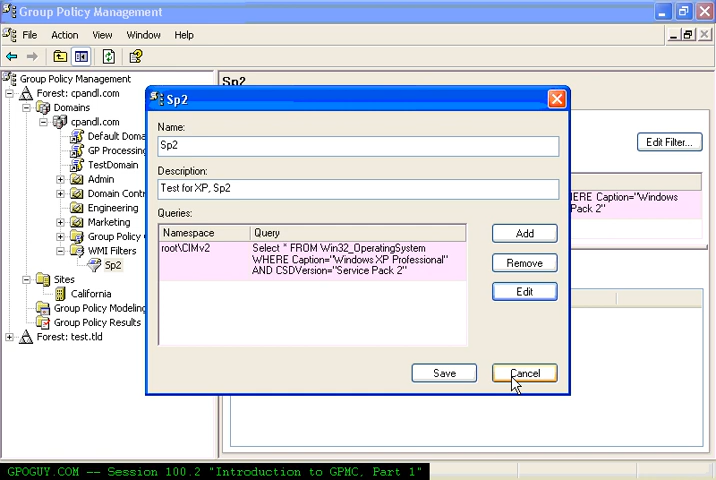 Group Policy Management
File Action View Window Help
Group Policy Management
Forest: cpandl.com
Domains
cpandl.com
Default Doma
GP Processing
TestDomain
Admin
Domain Contr
Engineering
Marketing
Group Policy
WMI Filters
Sp2
Sites
California
Group Policy Modeling
Group Policy Results
Forest: test.tld
Sp2
Edit Filter...
HERE Caption="Windows
Pack 2"
Sp2
Name:
Sp2
Description:
Test for XP, Sp2
Queries:
Namespace Query
root\CIMv2 Select * FROM Win32_OperatingSystem
WHERE Caption="Windows XP Professional"
AND CSDVersion="Service Pack 2"
Add
Remove
Edit
Save Cancel
GPOGUY.COM -- Session 100.2 "Introduction to GPMC, Part 1"